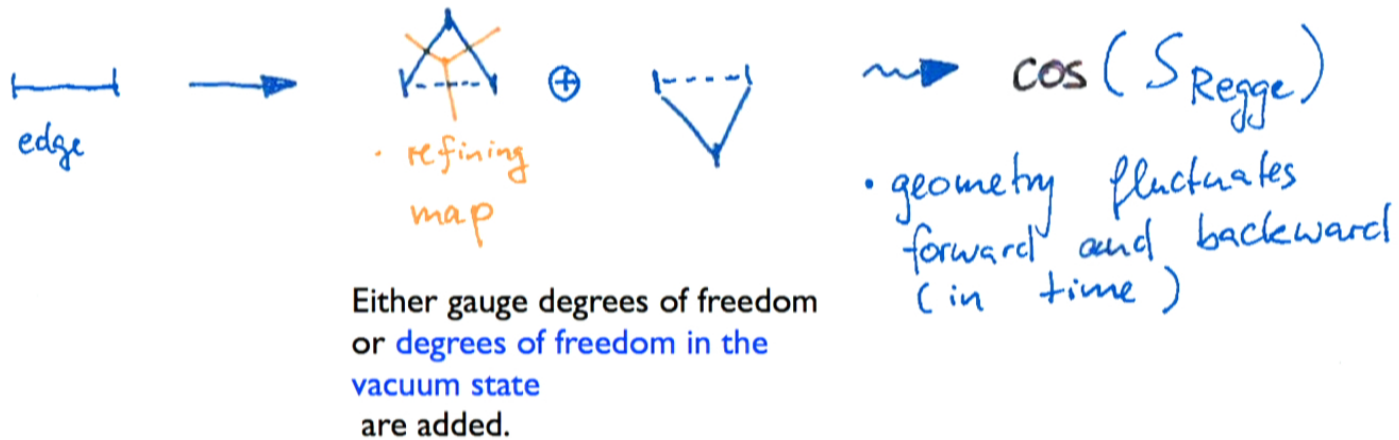 edge
· refining
map
⊕
cos(S_Regge)
· geometry fluctuates
forward and backward
(in time)
Either gauge degrees of freedom
or degrees of freedom in the
vacuum state
are added.